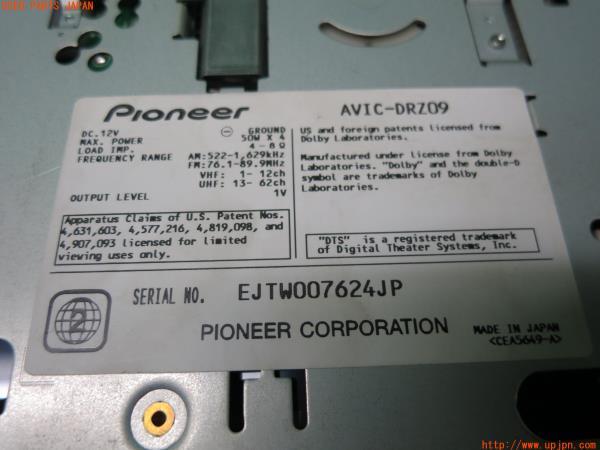 USED PARTS JAPAN
Pioneer
AVIC-DRZ09
DC.12V ⊖ GROUND
MAX. POWER 50W X 4
LOAD IMP. 4-8Ω
FREQUENCY RANGE AM:522-1,629kHz
FM:76.1-89.9MHz
VHF: 1- 12ch
UHF: 13- 62ch
OUTPUT LEVEL 1V
Apparatus Claims of U.S. Patent Nos.
4,631,603, 4,577,216, 4,819,098, and
4,907,093 licensed for limited
viewing uses only.
US and foreign patents licensed from
Dolby Laboratories.
Manufactured under license from Dolby
Laboratories. "Dolby" and the double-D
symbol are trademarks of Dolby
Laboratories.
"DTS" is a registered trademark
of Digital Theater Systems, Inc.
2
SERIAL NO. EJTW007624JP
PIONEER CORPORATION
MADE IN JAPAN
<CEA5649-A>
http://www.upjpn.com/